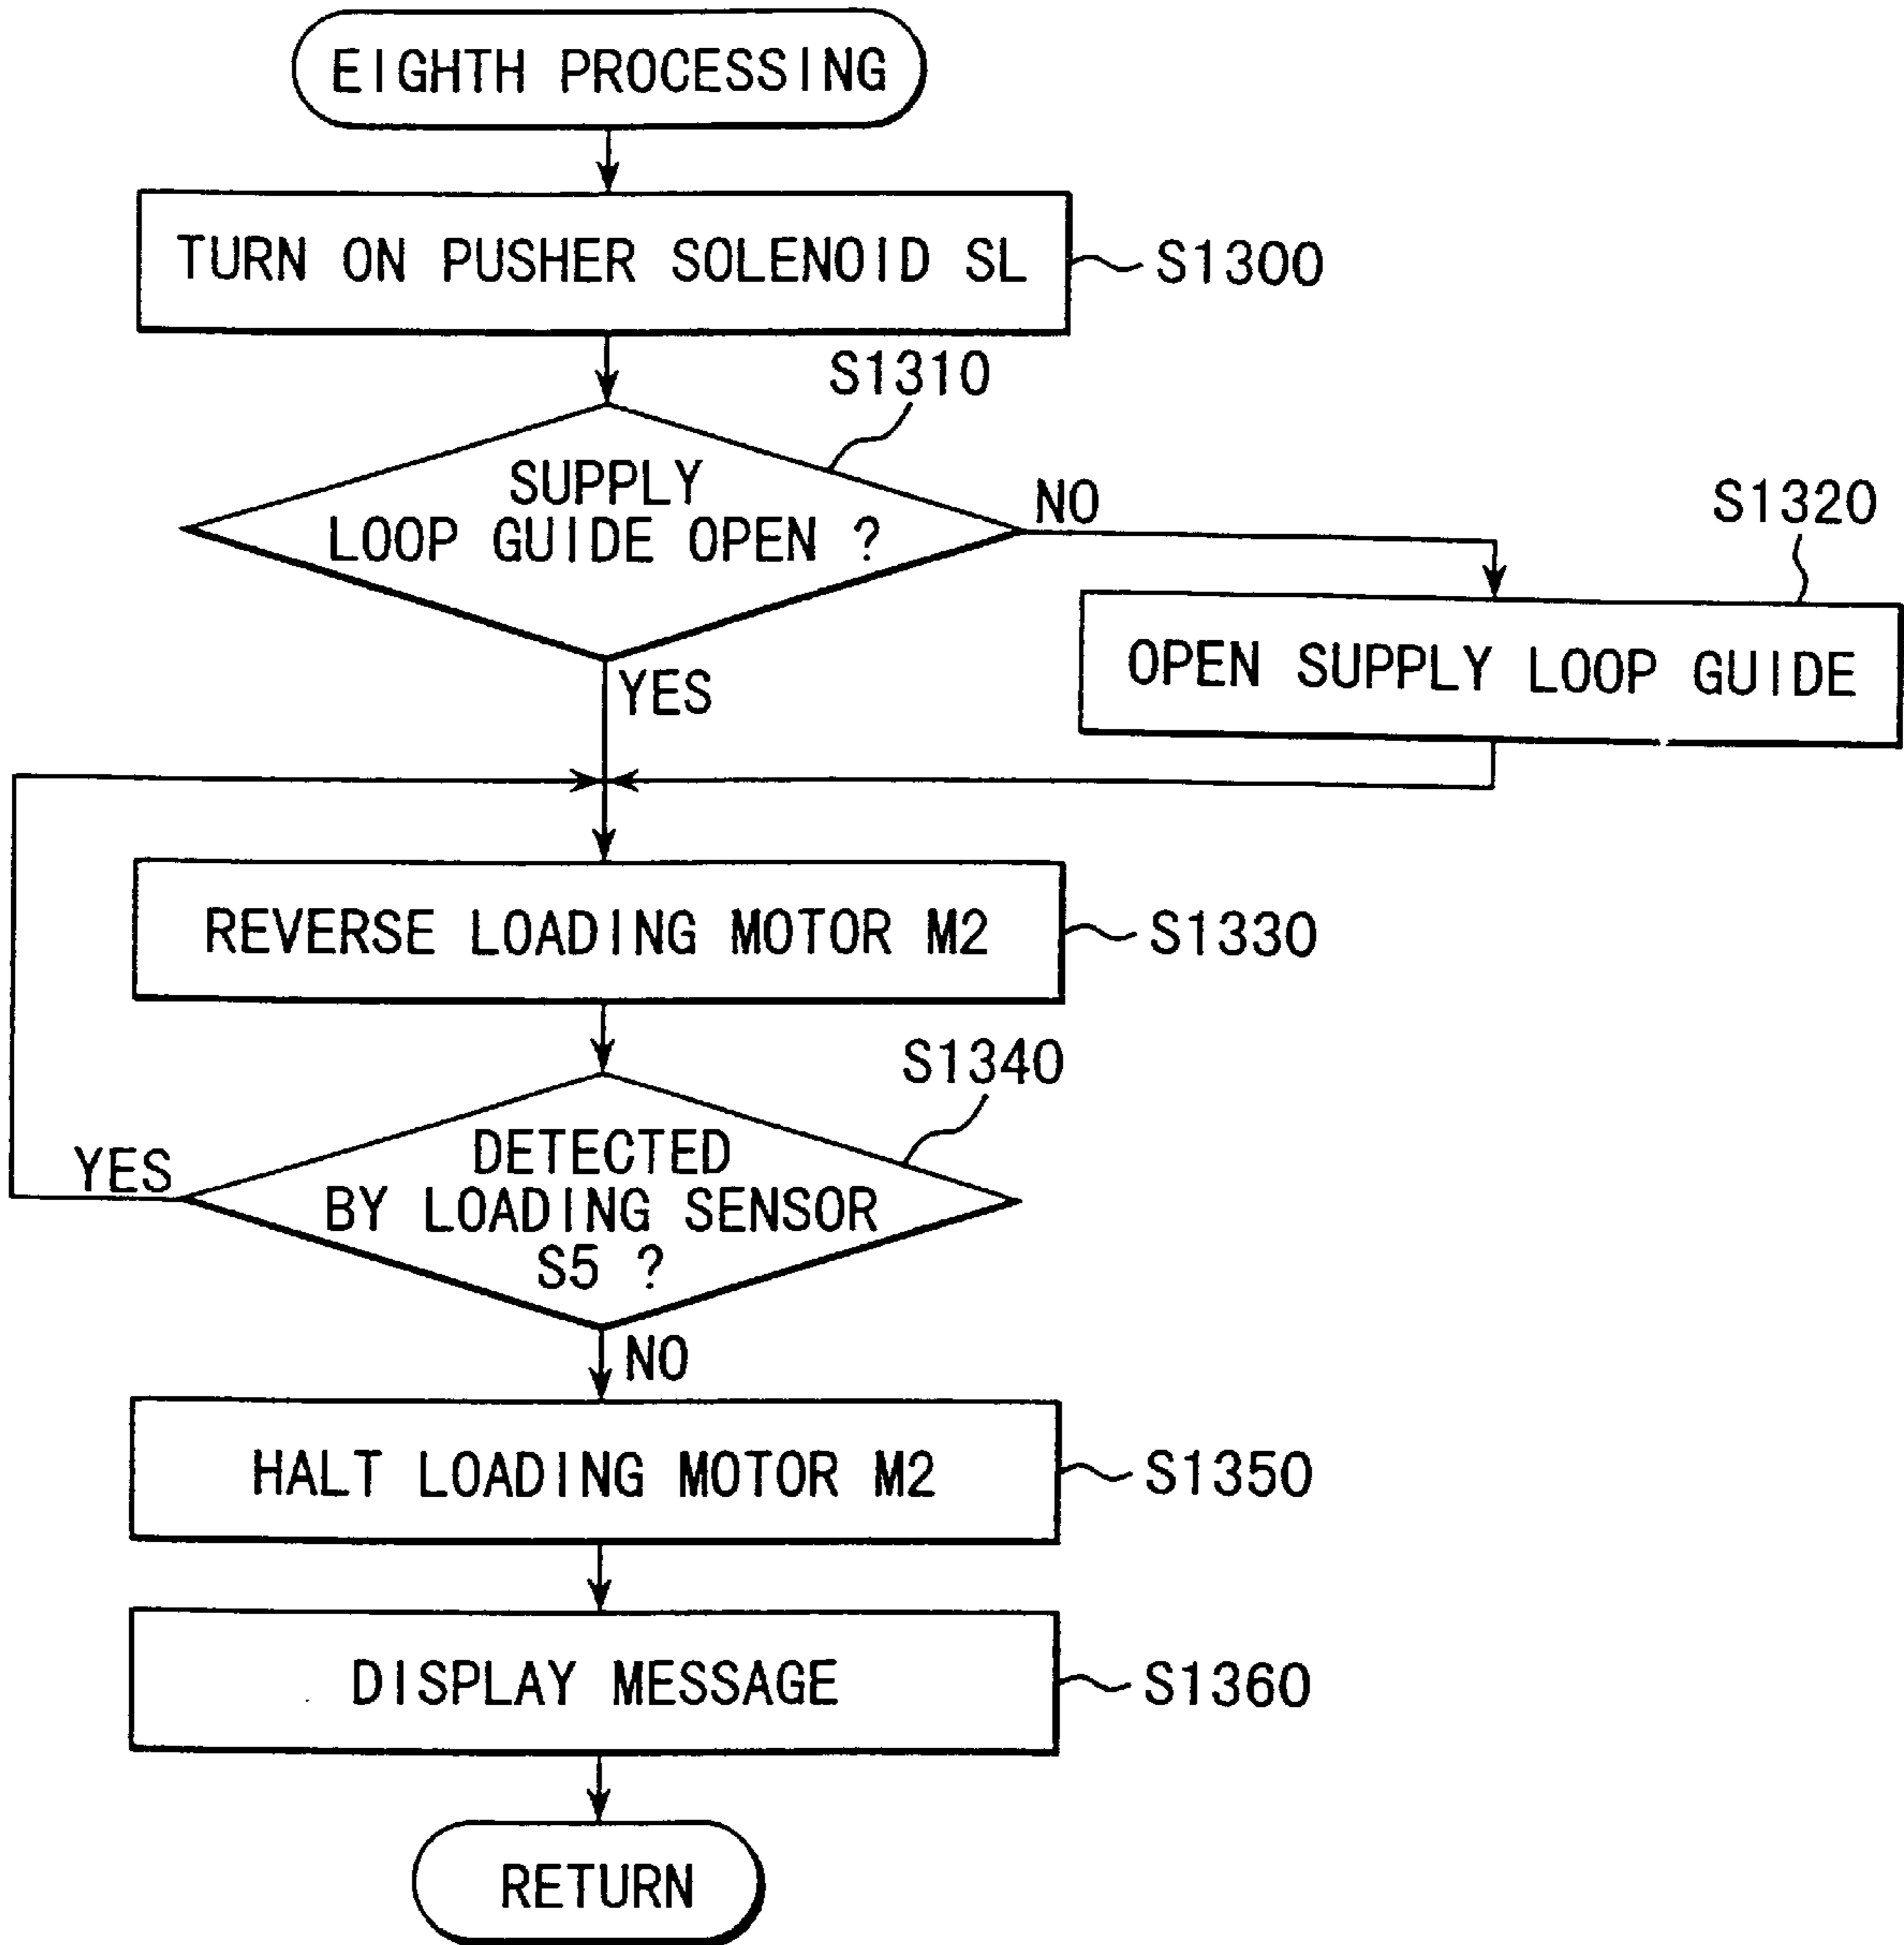 EIGHTH PROCESSING
TURN ON PUSHER SOLENOID SL
S1300
S1310
SUPPLY
LOOP GUIDE OPEN ?
NO
S1320
OPEN SUPPLY LOOP GUIDE
YES
REVERSE LOADING MOTOR M2
S1330
S1340
DETECTED
BY LOADING SENSOR
S5 ?
YES
NO
HALT LOADING MOTOR M2
S1350
DISPLAY MESSAGE
S1360
RETURN